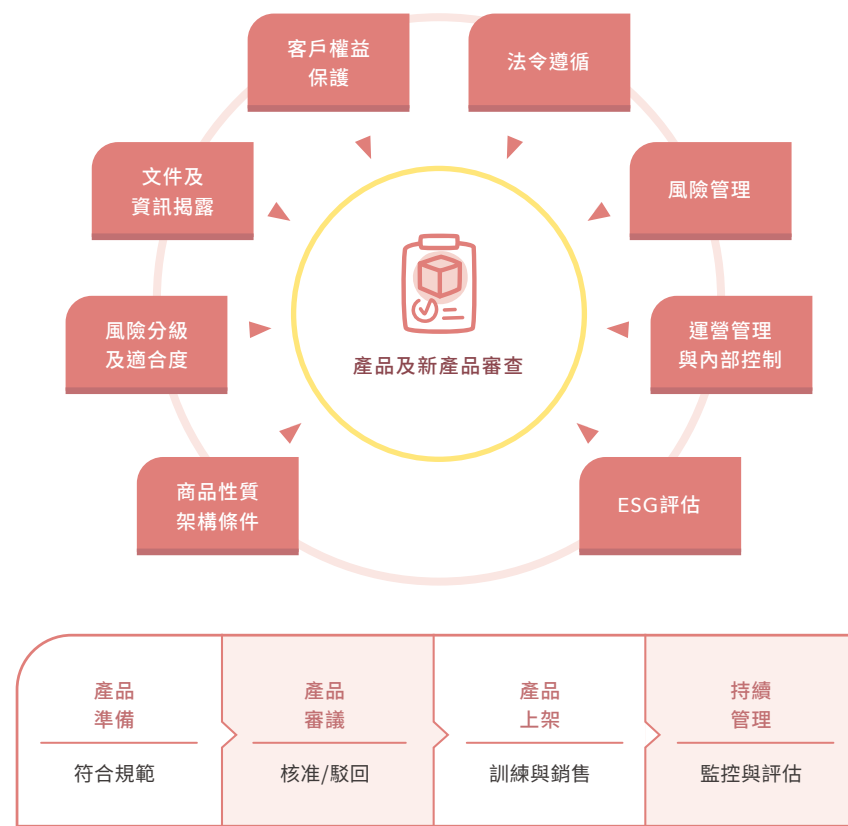 客戶權益
保護
法令遵循
文件及
資訊揭露
風險管理
風險分級
及適合度
產品及新產品審查
運營管理
與內部控制
商品性質
架構條件
ESG評估
產品
準備
符合規範
產品
審議
核准/駁回
產品
上架
訓練與銷售
持續
管理
監控與評估